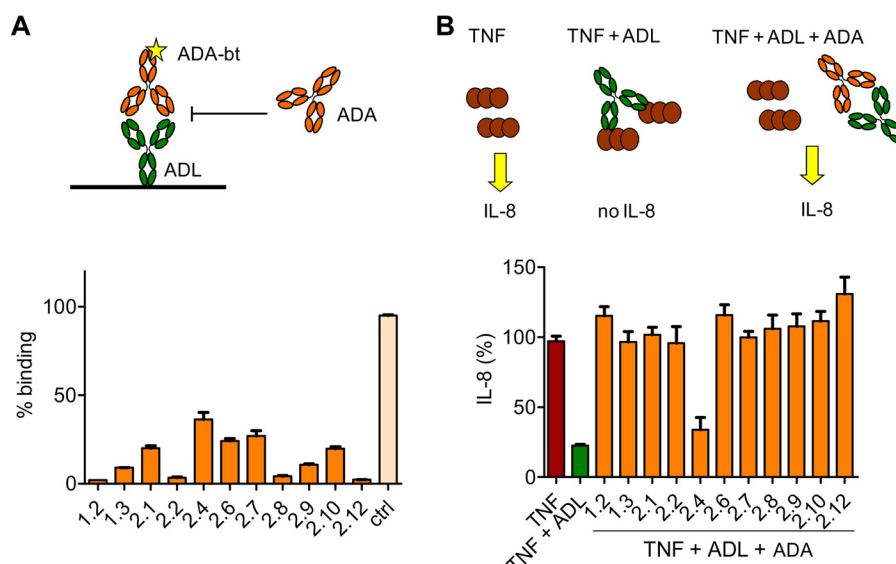 A
ADA-bt
ADA
ADL
% binding
100
50
0
1.2
1.3
2.1
2.2
2.4
2.6
2.7
2.8
2.9
2.10
2.12
ctrl
B
TNF
TNF + ADL
TNF + ADL + ADA
IL-8
no IL-8
IL-8
IL-8 (%)
150
100
50
0
TNF
TNF + ADL
1.2
1.3
2.1
2.2
2.4
2.6
2.7
2.8
2.9
2.10
2.12
TNF + ADL + ADA